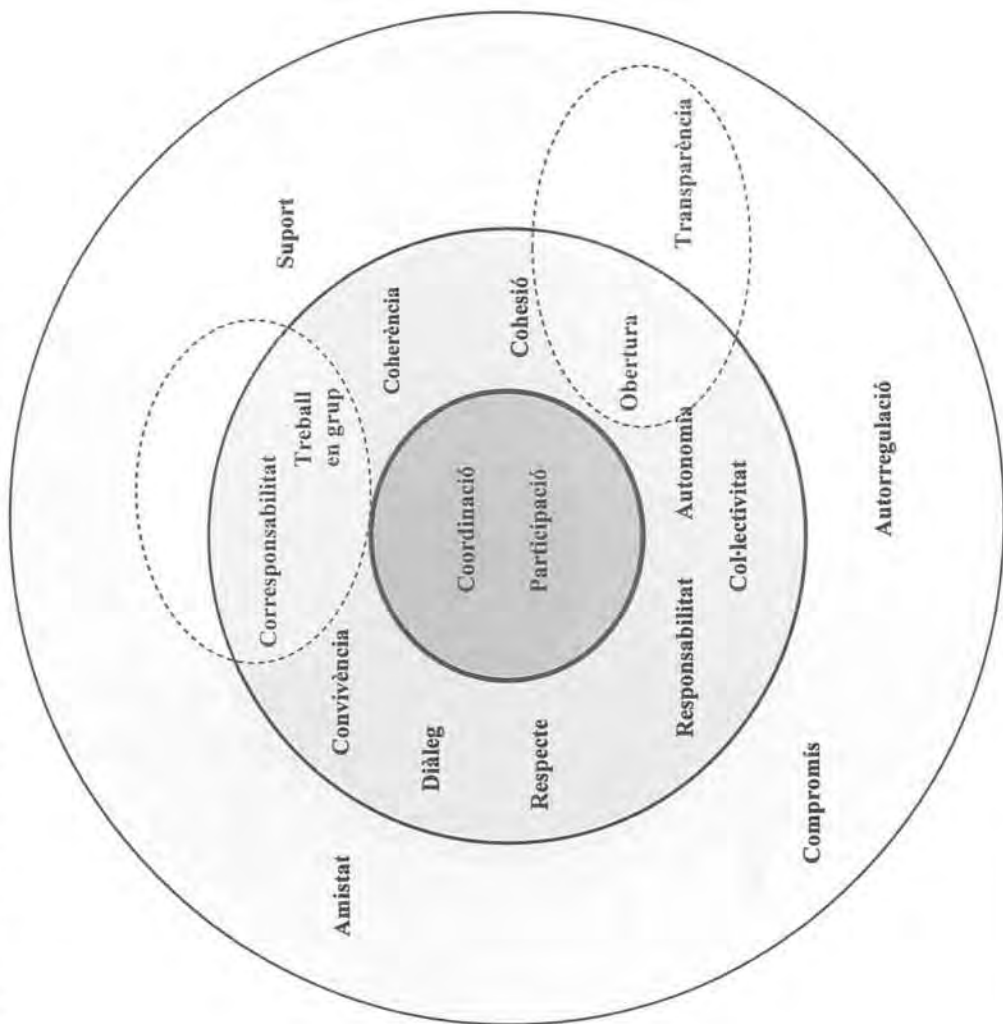 Corresponsabilitat
Suport
Treball
en grup
Amistat
Convivència
Coherència
Diàleg
Coordinació
Cohesió
Respecte
Participació
Obertura
Responsabilitat
Autonomia
Transparència
Col·lectivitat
Compromís
Autorregulació